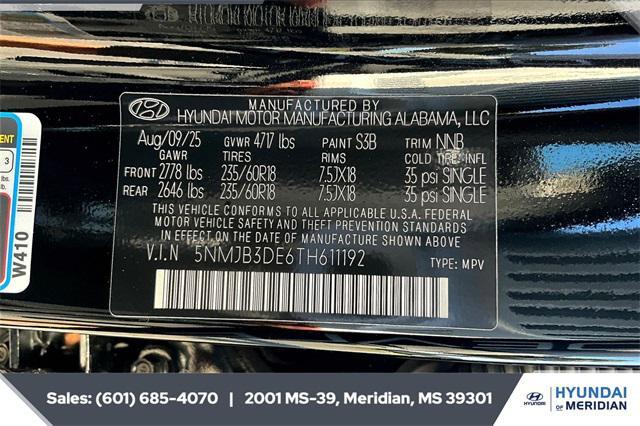 MANUFACTURED BY
HYUNDAI MOTOR MANUFACTURING ALABAMA, LLC
Aug/09/25 GVWR 4717 lbs PAINT S3B TRIM NNB
GAWR TIRES RIMS COLD TIRE INFL
FRONT 2778 lbs 235/60R18 7.5JX18 35 psi SINGLE
REAR 2646 lbs 235/60R18 7.5JX18 35 psi SINGLE
THIS VEHICLE CONFORMS TO ALL APPLICABLE U.S.A. FEDERAL
MOTOR VEHICLE SAFETY AND THEFT PREVENTION STANDARDS
IN EFFECT ON THE DATE OF MANUFACTURE SHOWN ABOVE.
V.I.N 5NMJB3DE6TH611192 TYPE: MPV
3
lbs.
W410
Sales: (601) 685-4070 | 2001 MS-39, Meridian, MS 39301
HYUNDAI
HYUNDAI
OF MERIDIAN